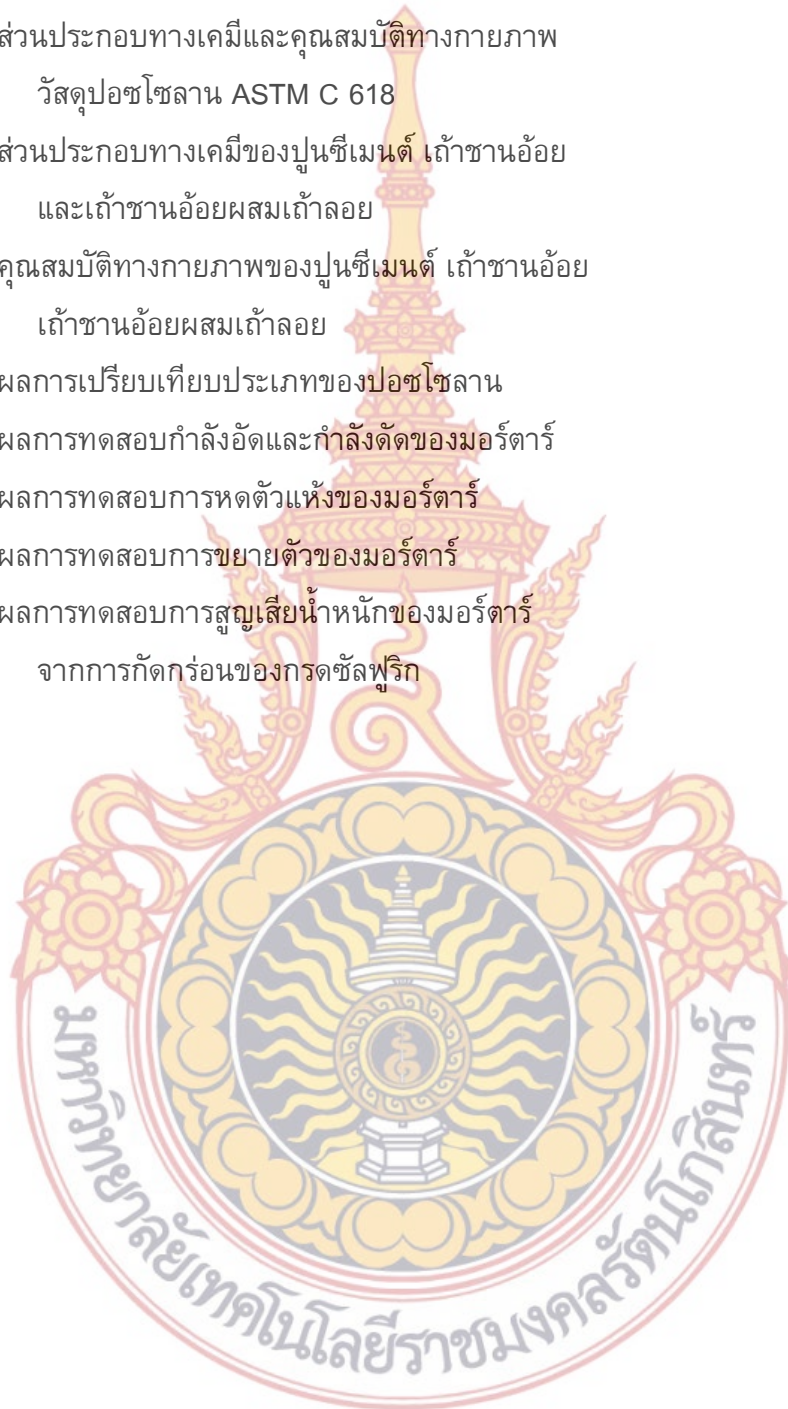 ส่วนประกอบทางเคมีและคุณสมบัติทางกายภาพ
วัสดุปอซโซลาน ASTM C 618
ส่วนประกอบทางเคมีของปูนซีเมนต์ เถ้าชานอ้อย
และเถ้าชานอ้อยผสมเถ้าลอย
คุณสมบัติทางกายภาพของปูนซีเมนต์ เถ้าชานอ้อย
เถ้าชานอ้อยผสมเถ้าลอย
ผลการเปรียบเทียบประเภทของปอซโซลาน
ผลการทดสอบกำลังอัดและกำลังดัดของมอร์ตาร์
ผลการทดสอบการหดตัวแห้งของมอร์ตาร์
ผลการทดสอบการขยายตัวของมอร์ตาร์
ผลการทดสอบการสูญเสียน้ำหนักของมอร์ตาร์
จากการกัดกร่อนของกรดซัลฟูริก
มหาวิทยาลัยเทคโนโลยีราชมงคลรัตนโกสินทร์